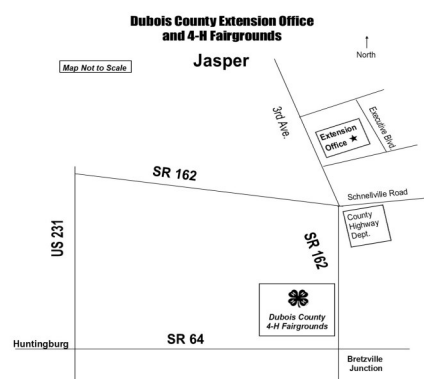 Dubois County Extension Office
and 4-H Fairgrounds
Map Not to Scale
Jasper
North
3rd Ave.
Executive Blvd.
Extension
Office
SR 162
Schnellville Road
County
Highway
Dept.
US 231
SR 162
Dubois County
4-H Fairgrounds
Huntingburg
SR 64
Bretzville
Junction